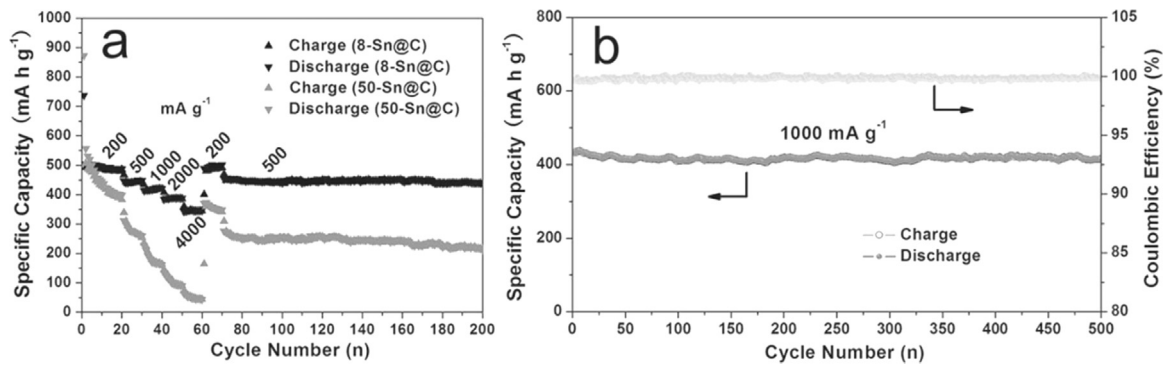 a
Charge (8-Sn@C)
Discharge (8-Sn@C)
Charge (50-Sn@C)
Discharge (50-Sn@C)
mA g-1
200
500
1000
2000
4000
200
500
Specific Capacity (mA h g-1)
1000
900
800
700
600
500
400
300
200
100
0
0 20 40 60 80 100 120 140 160 180 200
Cycle Number (n)
b
1000 mA g-1
Charge
Discharge
Specific Capacity (mA h g-1)
800
600
400
200
0
105
100
95
90
85
80
Coulombic Efficiency (%)
0 50 100 150 200 250 300 350 400 450 500
Cycle Number (n)